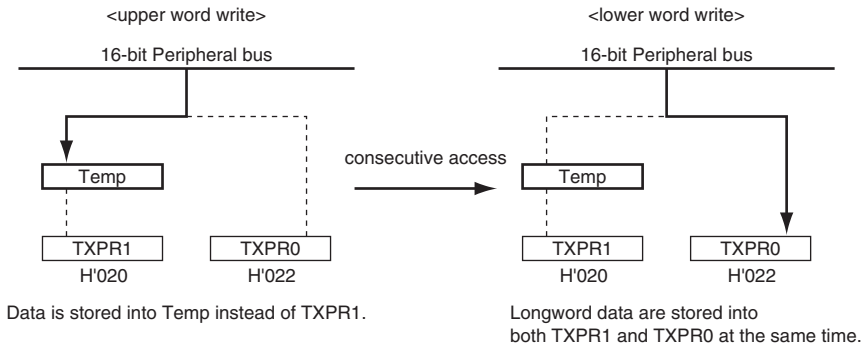 <upper word write>
16-bit Peripheral bus
Temp
TXPR1 TXPR0
H'020 H'022
Data is stored into Temp instead of TXPR1.
consecutive access
<lower word write>
16-bit Peripheral bus
Temp
TXPR1 TXPR0
H'020 H'022
Longword data are stored into
both TXPR1 and TXPR0 at the same time.